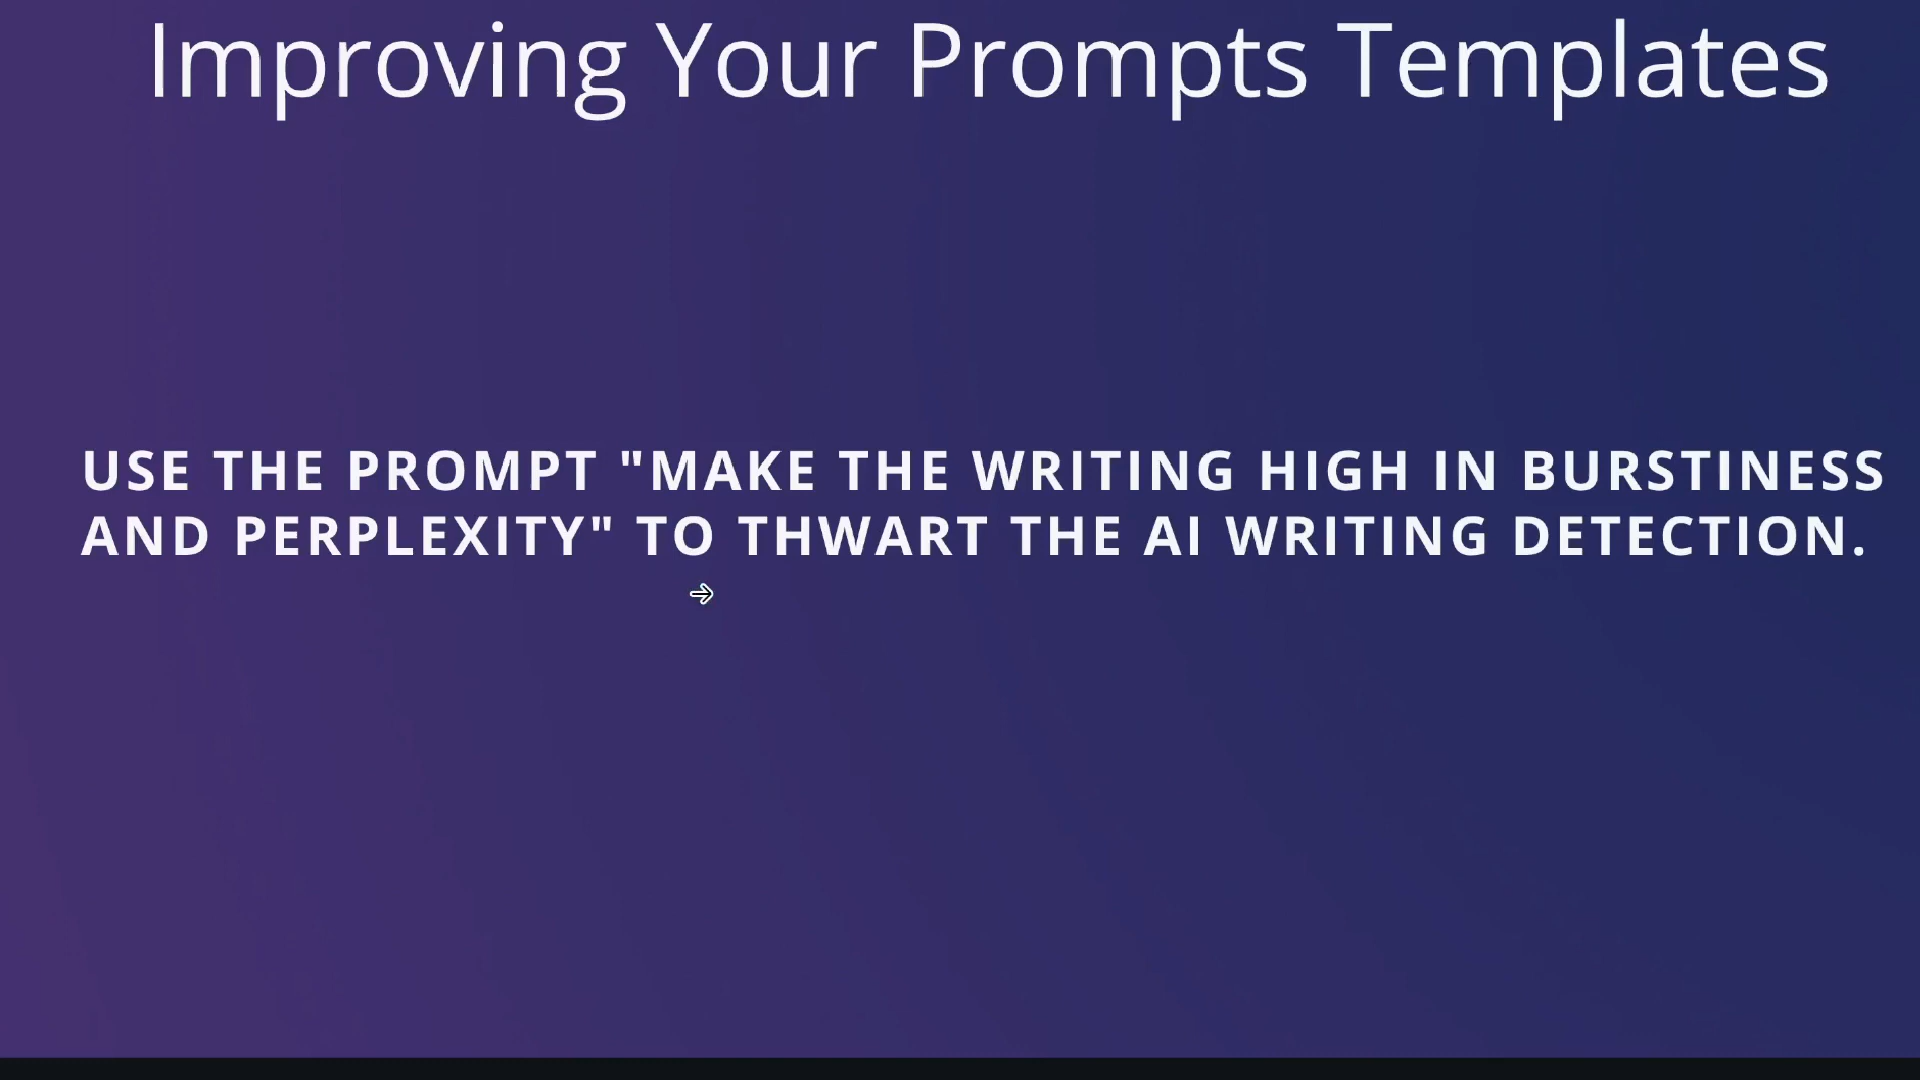 Improving Your Prompts Templates
USE THE PROMPT "MAKE THE WRITING HIGH IN BURSTINESS
AND PERPLEXITY" TO THWART THE AI WRITING DETECTION.